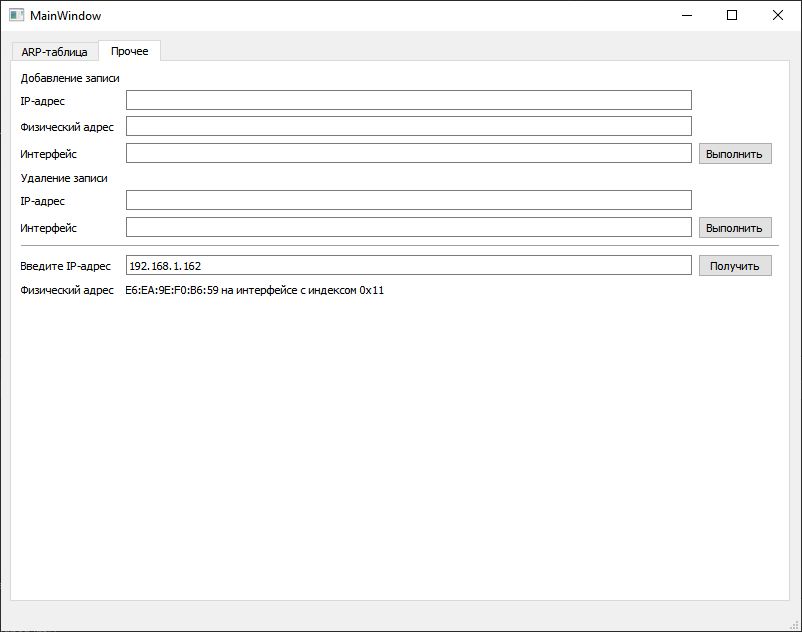 MainWindow
ARP-таблица Прочее
Добавление записи
IP-адрес
Физический адрес
Интерфейс Выполнить
Удаление записи
IP-адрес
Интерфейс Выполнить
Введите IP-адрес 192.168.1.162 Получить
Физический адрес E6:EA:9E:F0:B6:59 на интерфейсе с индексом 0x11